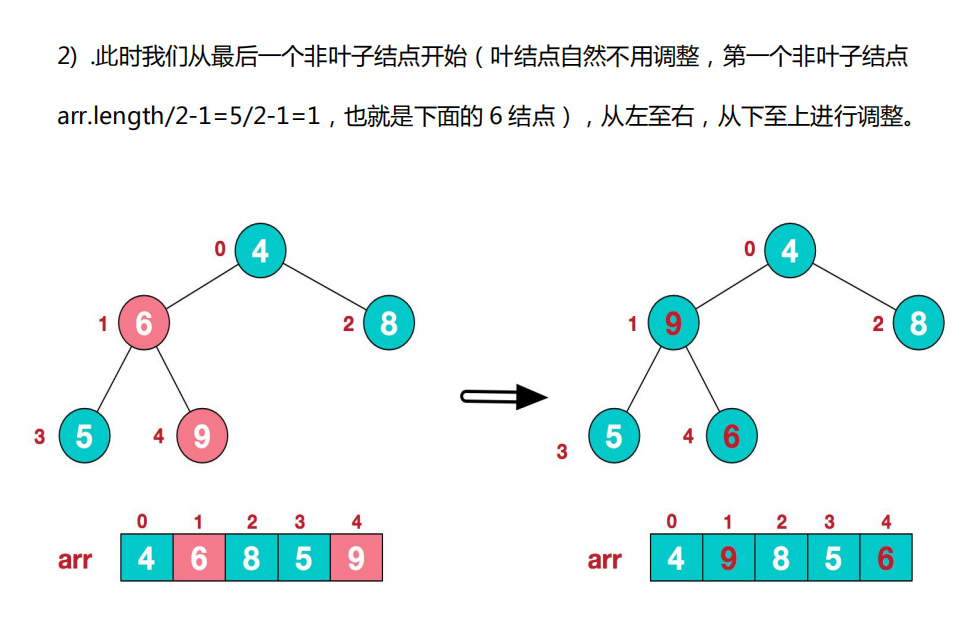 2) .此时我们从最后一个非叶子结点开始（叶结点自然不用调整，第一个非叶子结点
arr.length/2-1=5/2-1=1，也就是下面的 6 结点），从左至右，从下至上进行调整。
0 4
1 6 2 8
3 5 4 9
0 1 2 3 4
arr 4 6 8 5 9
0 4
1 9 2 8
3 5 4 6
0 1 2 3 4
arr 4 9 8 5 6